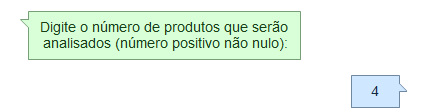 Digite o número de produtos que serão
analisados (número positivo não nulo):
4